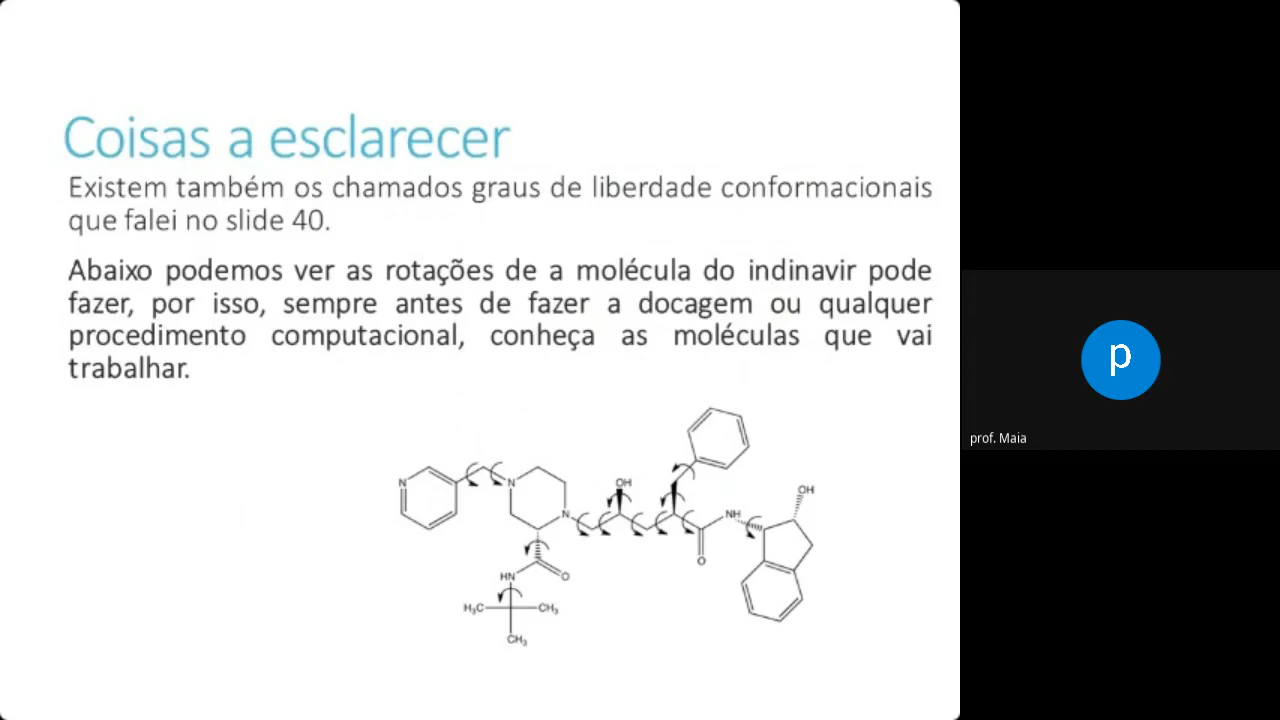 Coisas a esclarecer
Existem também os chamados graus de liberdade conformacionais
que falei no slide 40.
Abaixo podemos ver as rotações de a molécula do indinavir pode
fazer, por isso, sempre antes de fazer a docagem ou qualquer
procedimento computacional, conheça as moléculas que vai
trabalhar.
N
N
N
OH
NH
OH
O
HN
O
H₃C
CH₃
CH₃
p
prof. Maia